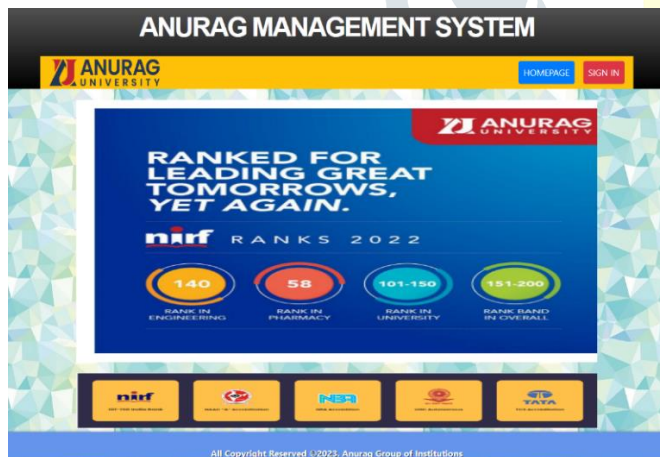 ANURAG MANAGEMENT SYSTEM
ANURAG
UNIVERSITY
HOMEPAGE
SIGN IN
ANURAG
UNIVERSITY
RANKED FOR
LEADING GREAT
TOMORROWS,
YET AGAIN.
nirf RANKS 2022
140
RANK IN
ENGINEERING
58
RANK IN
PHARMACY
101-150
RANK IN
UNIVERSITY
151-200
RANK BAND
IN OVERALL
nirf
NBA
TATA
All Copyright Reserved ©2023. Anurag Group of Institutions